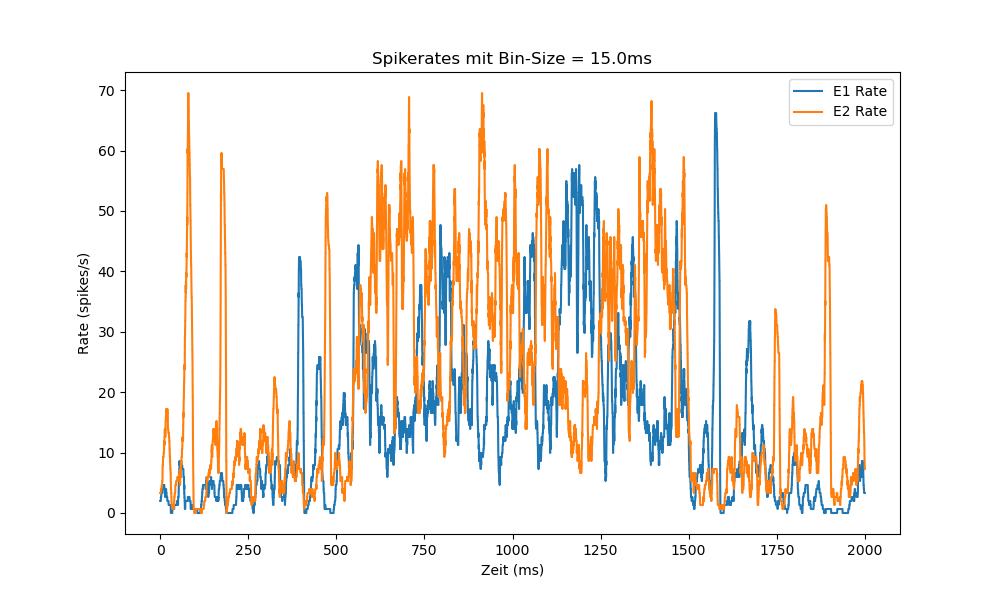 Spikerates mit Bin-Size = 15.0ms
E1 Rate
E2 Rate
70
60
50
40
30
20
10
0
Rate (spikes/s)
0 250 500 750 1000 1250 1500 1750 2000
Zeit (ms)